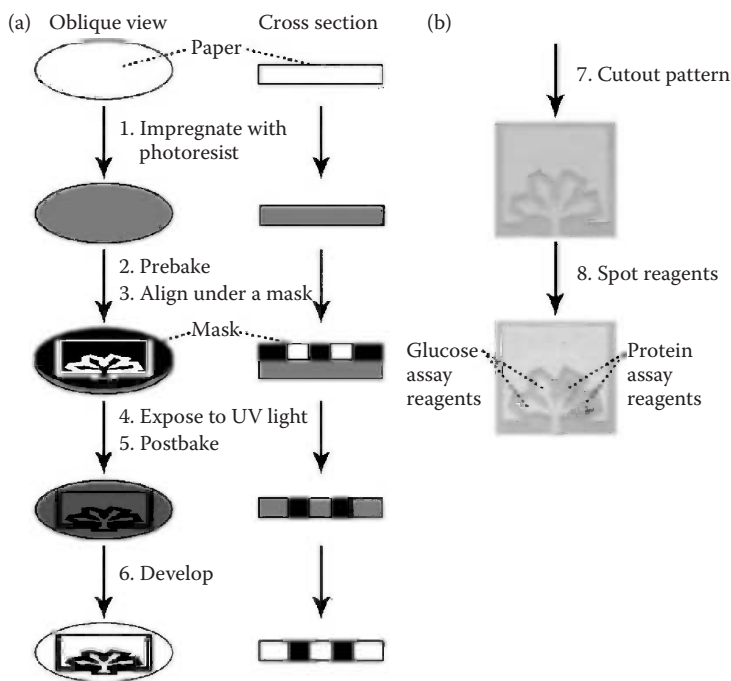 (a)
Oblique view
Cross section
Paper
1. Impregnate with
photoresist
2. Prebake
3. Align under a mask
Mask
4. Expose to UV light
5. Postbake
6. Develop
(b)
7. Cutout pattern
8. Spot reagents
Glucose
assay
reagents
Protein
assay
reagents